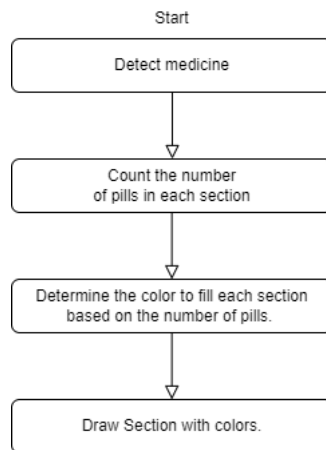 Start
Detect medicine
Count the number
of pills in each section
Determine the color to fill each section
based on the number of pills.
Draw Section with colors.